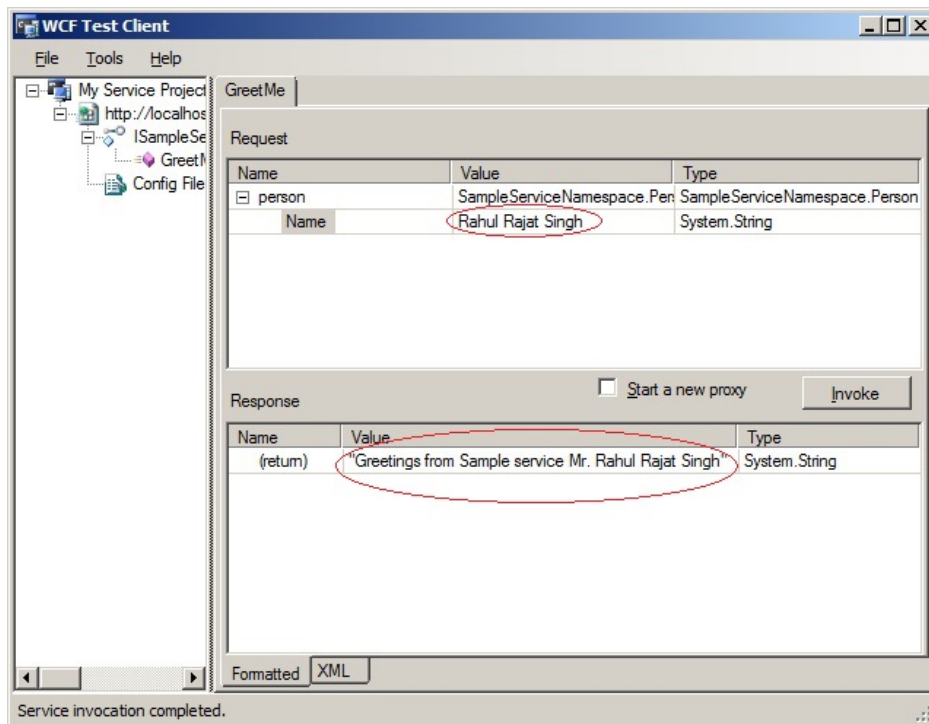 WCF Test Client
File Tools Help
My Service Project
http://localhos
ISampleSe
GreetM
Config File
GreetMe
Request
Name Value Type
person SampleServiceNamespace.Per SampleServiceNamespace.Person
Name Rahul Rajat Singh System.String
Start a new proxy Invoke
Response
Name Value Type
(return) "Greetings from Sample service Mr. Rahul Rajat Singh" System.String
Formatted XML
Service invocation completed.